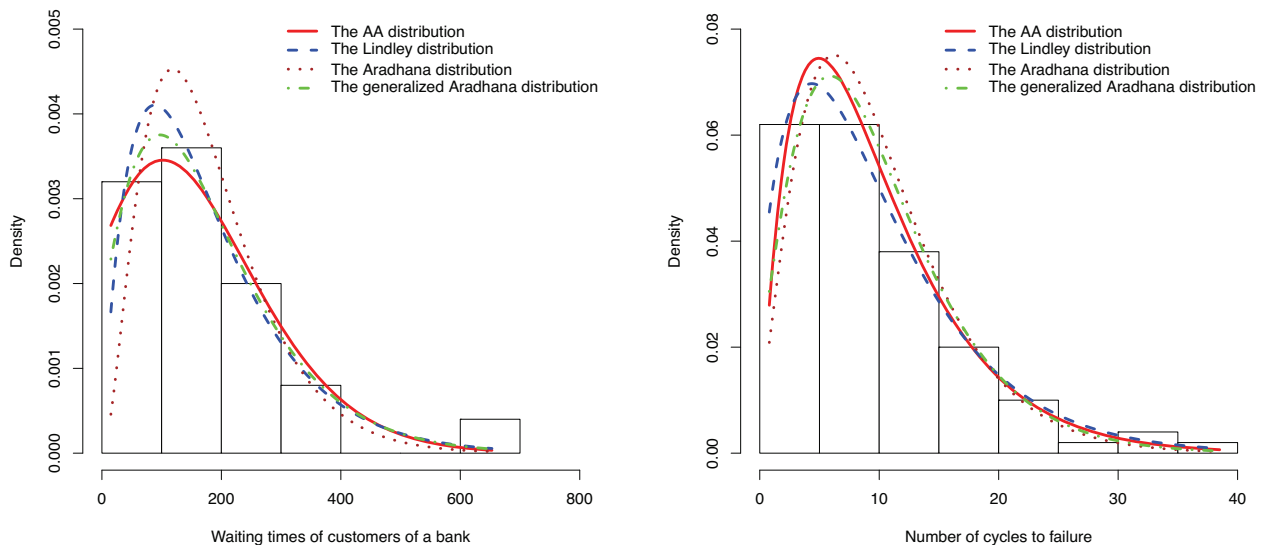 The AA distribution
The Lindley distribution
The Aradhana distribution
The generalized Aradhana distribution
0.005
0.004
0.003
0.002
0.001
0.000
Density
0 200 400 600 800
Waiting times of customers of a bank
The AA distribution
The Lindley distribution
The Aradhana distribution
The generalized Aradhana distribution
0.08
0.06
0.04
0.02
0.00
Density
0 10 20 30 40
Number of cycles to failure